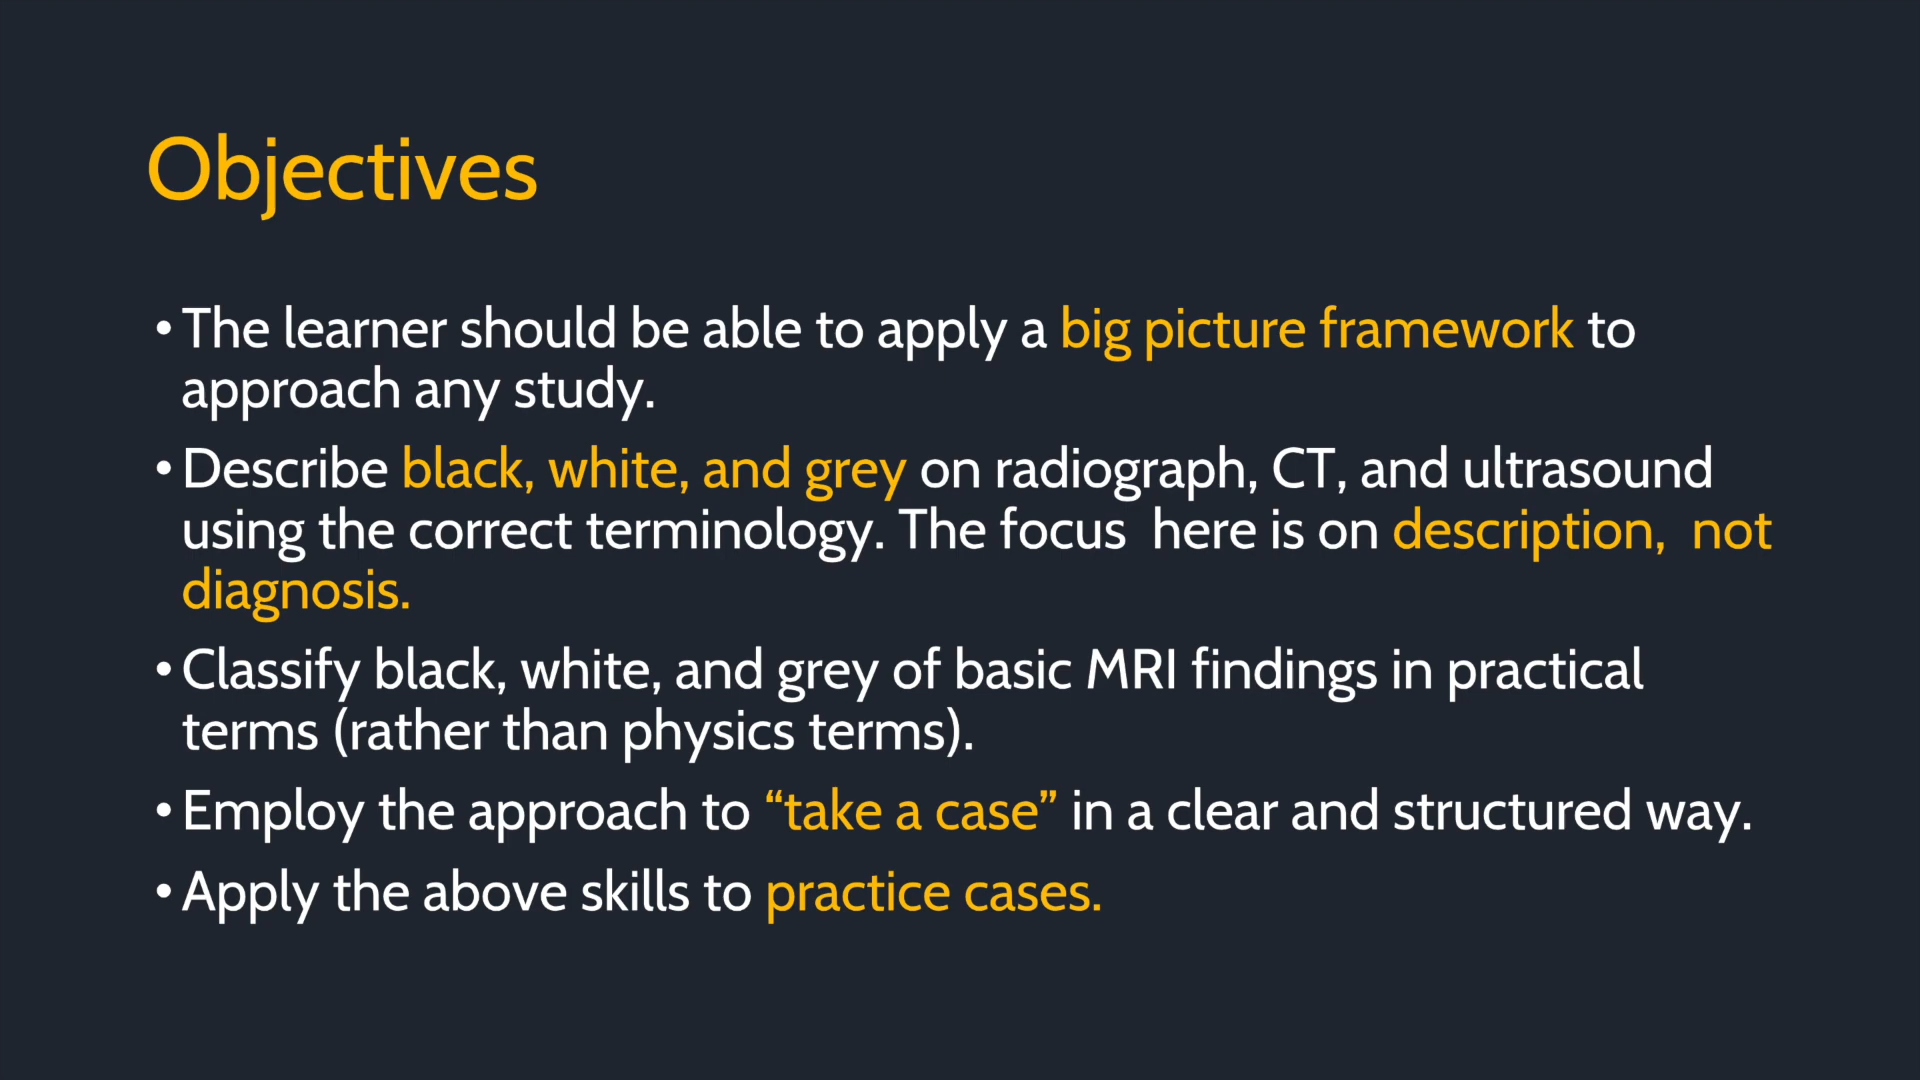 Objectives
• The learner should be able to apply a big picture framework to
approach any study.
• Describe black, white, and grey on radiograph, CT, and ultrasound
using the correct terminology. The focus  here is on description,  not
diagnosis.
• Classify black, white, and grey of basic MRI findings in practical
terms (rather than physics terms).
• Employ the approach to “take a case” in a clear and structured way.
• Apply the above skills to practice cases.